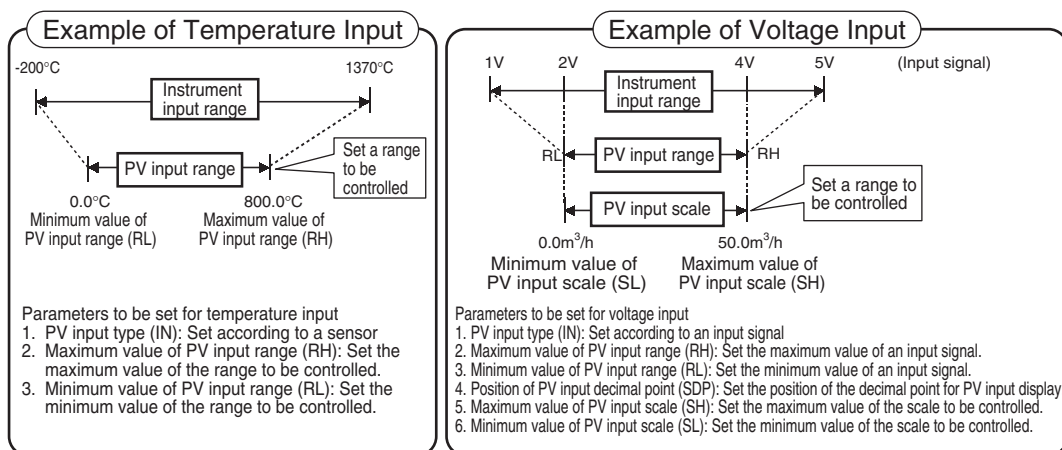 Example of Temperature Input
-200°C
1370°C
Instrument
input range
PV input range
Set a range
to be
controlled
0.0°C
Minimum value of
PV input range (RL)
800.0°C
Maximum value of
PV input range (RH)
Parameters to be set for temperature input
1. PV input type (IN): Set according to a sensor
2. Maximum value of PV input range (RH): Set the
maximum value of the range to be controlled.
3. Minimum value of PV input range (RL): Set the
minimum value of the range to be controlled.
Example of Voltage Input
1V
2V
4V
5V
(Input signal)
Instrument
input range
RL
PV input range
RH
PV input scale
Set a range to
be controlled
0.0m³/h
Minimum value of
PV input scale (SL)
50.0m³/h
Maximum value of
PV input scale (SH)
Parameters to be set for voltage input
1. PV input type (IN): Set according to an input signal
2. Maximum value of PV input range (RH): Set the maximum value of an input signal.
3. Minimum value of PV input range (RL): Set the minimum value of an input signal.
4. Position of PV input decimal point (SDP): Set the position of the decimal point for PV input display
5. Maximum value of PV input scale (SH): Set the maximum value of the scale to be controlled.
6. Minimum value of PV input scale (SL): Set the minimum value of the scale to be controlled.